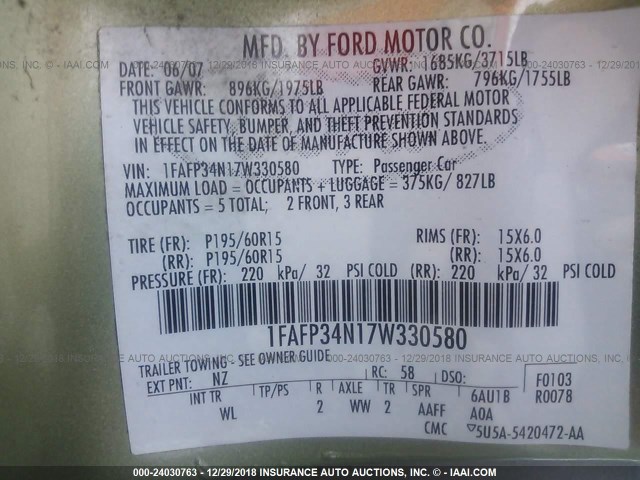 MFD. BY FORD MOTOR CO.
DATE: 06/07 GVWR: 1685KG/3715LB
FRONT GAWR: 896KG/1975LB REAR GAWR: 796KG/1755LB
THIS VEHICLE CONFORMS TO ALL APPLICABLE FEDERAL MOTOR
VEHICLE SAFETY, BUMPER, AND THEFT PREVENTION STANDARDS
IN EFFECT ON THE DATE OF MANUFACTURE SHOWN ABOVE.
VIN: 1FAFP34N17W330580 TYPE: Passenger Car
MAXIMUM LOAD = OCCUPANTS + LUGGAGE = 375KG/ 827LB
OCCUPANTS = 5 TOTAL; 2 FRONT, 3 REAR
TIRE (FR): P195/60R15 RIMS (FR): 15X6.0
(RR): P195/60R15 (RR): 15X6.0
PRESSURE (FR): 220 kPa/ 32 PSI COLD (RR): 220 kPa/ 32 PSI COLD
1FAFP34N17W330580
TRAILER TOWING - SEE OWNER GUIDE
EXT PNT: NZ RC: 58 DSO: F0103
INT TR TP/PS R AXLE TR SPR 6AU1B R0078
WL 2 WW 2 AAFF A0A
CMC 5U5A-5420472-AA
000-24030763 - 12/29/2018 INSURANCE AUTO AUCTIONS, INC. - © IAAI.COM